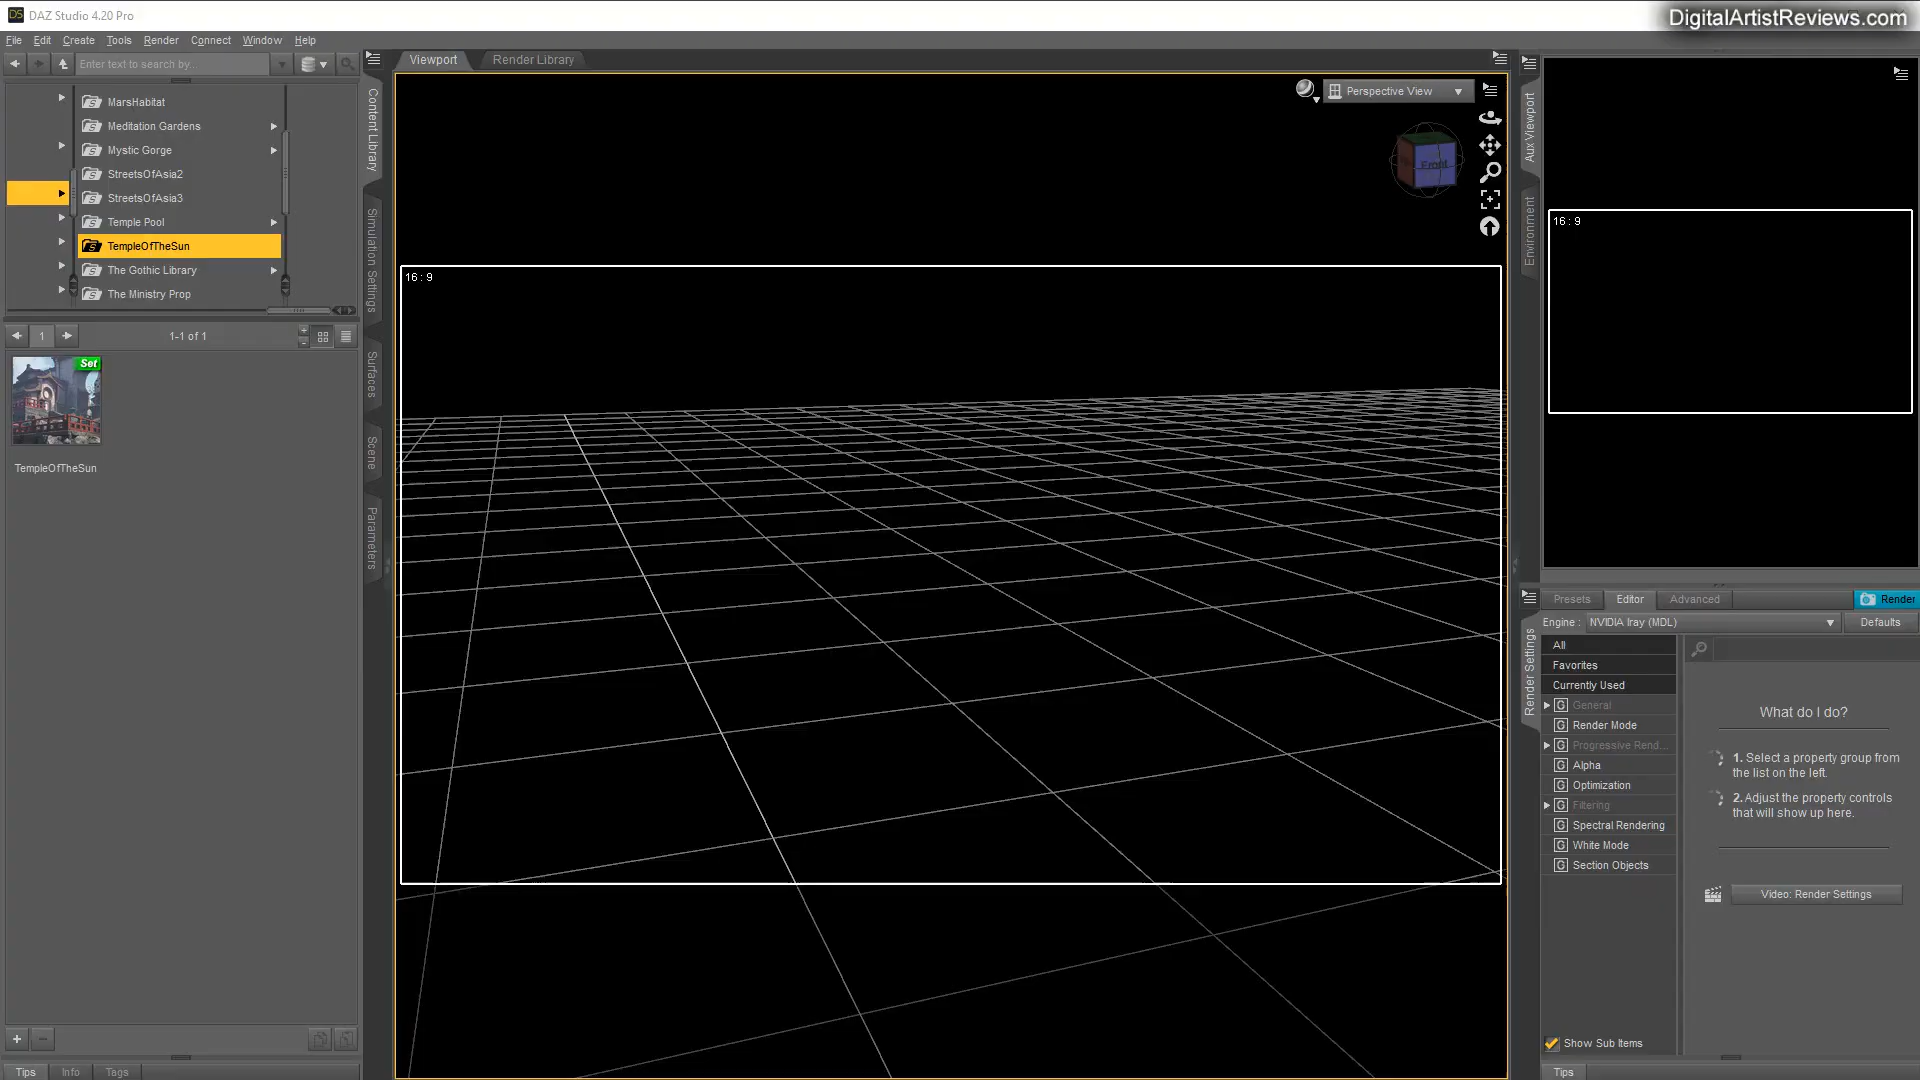 DS DAZ Studio 4.20 Pro
DigitalArtistReviews.com
File Edit Create Tools Render Connect Window Help
Enter text to search by..
Viewport
Render Library
MarsHabitat
Meditation Gardens
Mystic Gorge
StreetsOfAsia2
StreetsOfAsia3
Temple Pool
TempleOfTheSun
The Gothic Library
The Ministry Prop
1
1-1 of 1
Set
TempleOfTheSun
Tips
Info
Tags
Content Library
Simulation Settings
Surfaces
Scene
Parameters
Perspective View
Front
16 : 9
Aux Viewport
Environment
16 : 9
Presets
Editor
Advanced
Render
Engine :
NVIDIA Iray (MDL)
Defaults
Render Settings
All
Favorites
Currently Used
G General
G Render Mode
G Progressive Rend...
G Alpha
G Optimization
G Filtering
G Spectral Rendering
G White Mode
G Section Objects
What do I do?
1. Select a property group from
the list on the left.
2. Adjust the property controls
that will show up here.
Video: Render Settings
Show Sub Items
Tips